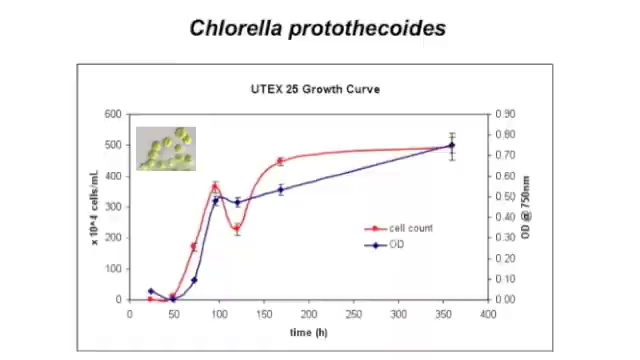 Chlorella protothecoides
UTEX 25 Growth Curve
600
500
400
300
200
100
0
x 10^4 cells/mL
0.90
0.80
0.70
0.60
0.50
0.40
0.30
0.20
0.10
0.00
OD @ 750nm
cell count
OD
0 50 100 150 200 250 300 350 400
time (h)